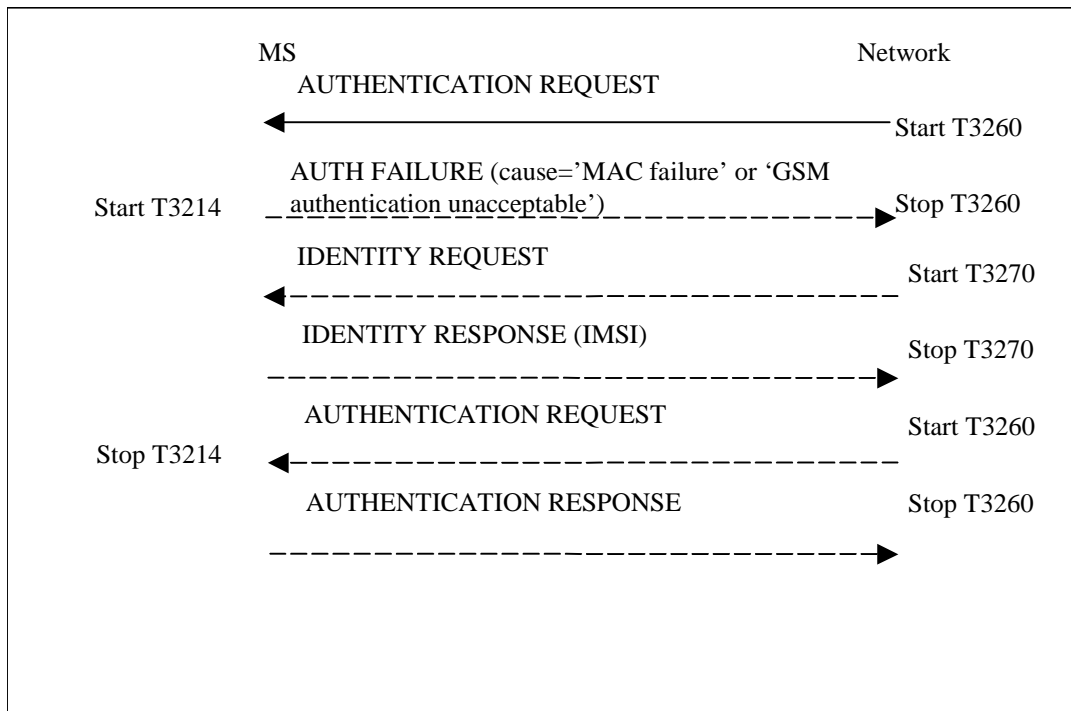 MS Network
AUTHENTICATION REQUEST
Start T3260
AUTH FAILURE (cause=’MAC failure’ or ‘GSM
authentication unacceptable’)
Start T3214
Stop T3260
IDENTITY REQUEST
Start T3270
IDENTITY RESPONSE (IMSI)
Stop T3270
AUTHENTICATION REQUEST
Start T3260
Stop T3214
AUTHENTICATION RESPONSE
Stop T3260